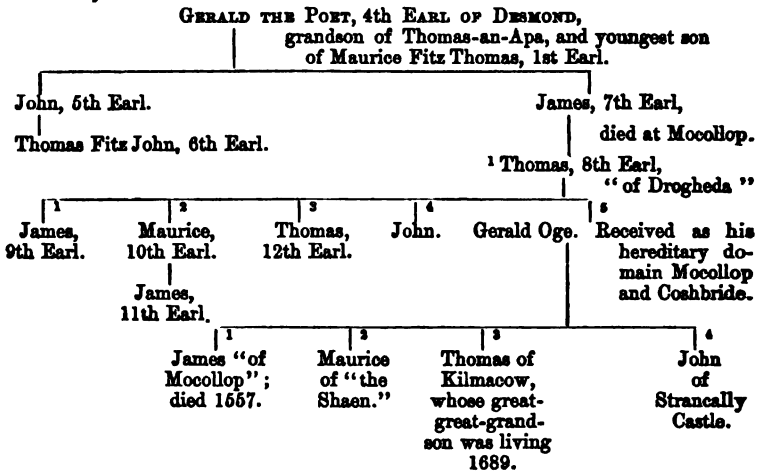 GERALD THE POET, 4th EARL OF DESMOND,
grandson of Thomas-an-Apa, and youngest son
of Maurice Fitz Thomas, 1st Earl.
John, 5th Earl.
James, 7th Earl,
died at Mocollop.
Thomas Fitz John, 6th Earl.
1 Thomas, 8th Earl,
"of Drogheda"
1 2 3 4 5
James, Maurice, Thomas, John. Gerald Oge. Received as his
9th Earl. 10th Earl. 12th Earl. hereditary do-
main Mocollop
and Coshbride.
James,
11th Earl.
1 2 3 4
James "of Maurice Thomas of John
Mocollop"; of "the Kilmacow, of
died 1557. Shaen." whose great- Strancally
great-grand- Castle.
son was living
1689.